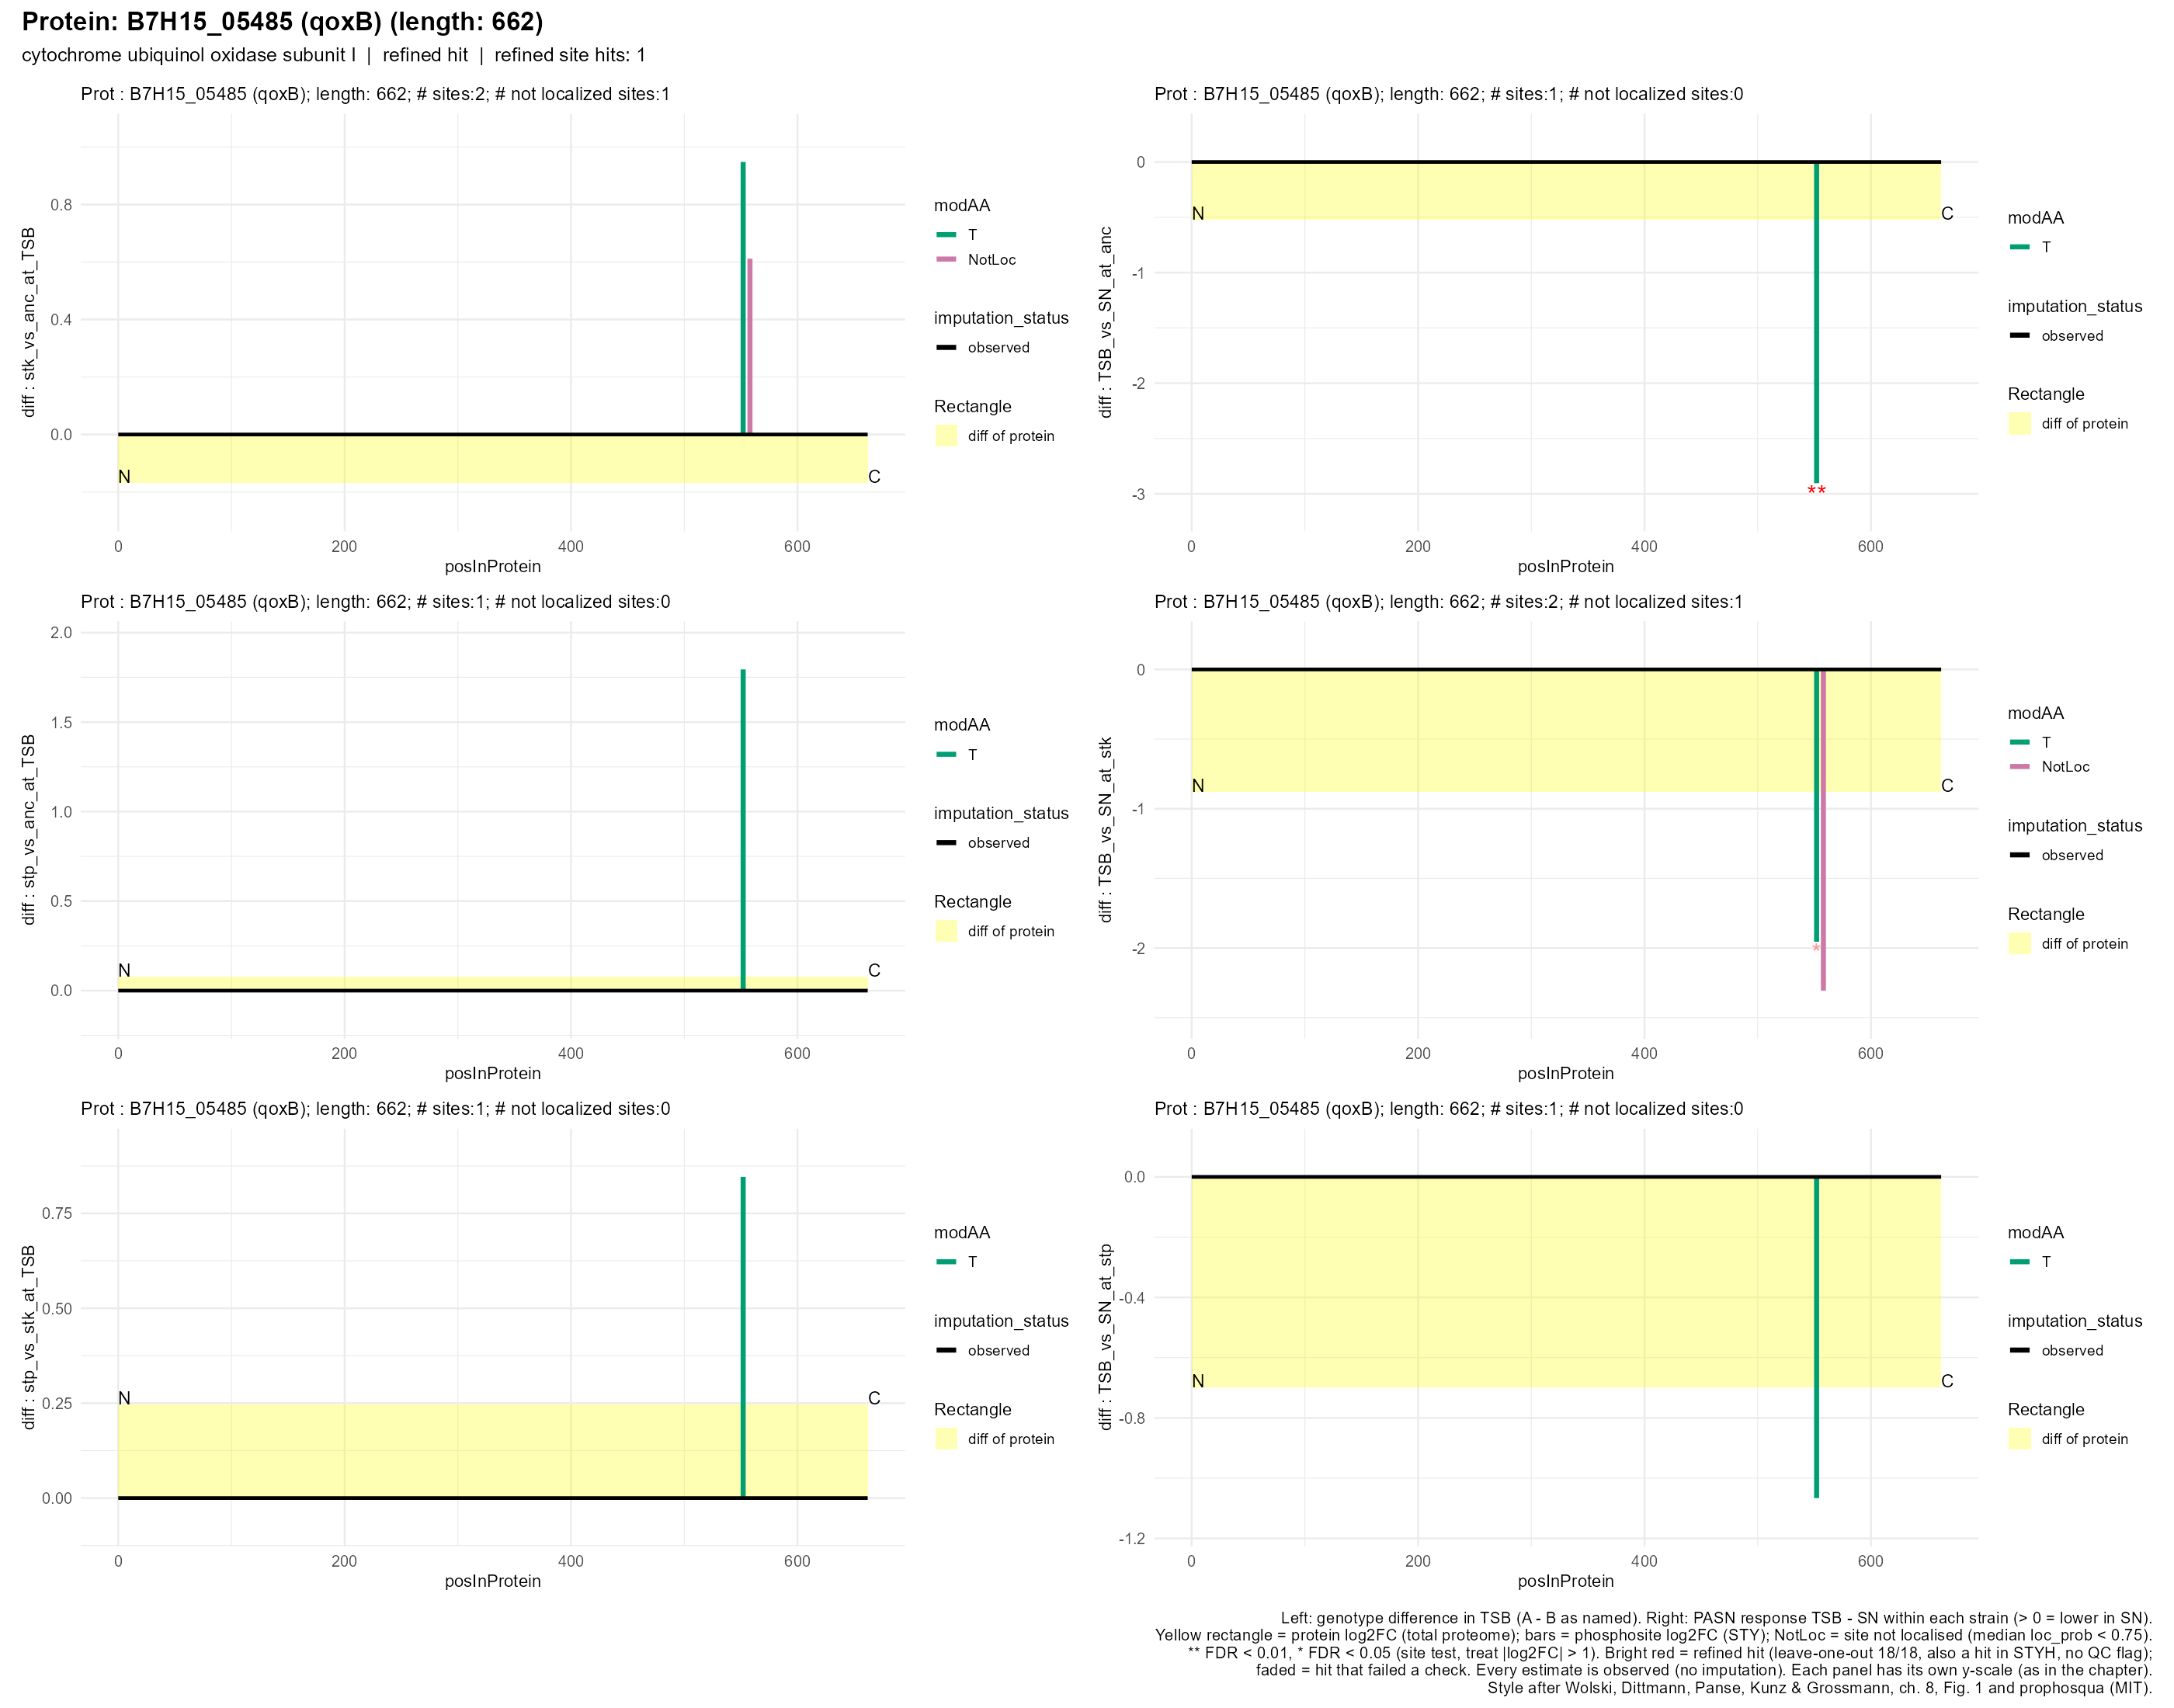 Protein: B7H15_05485 (qoxB) (length: 662)
cytochrome ubiquinol oxidase subunit I | refined hit | refined site hits: 1
Prot : B7H15_05485 (qoxB); length: 662; # sites:2; # not localized sites:1
diff : stk_vs_anc_at_TSB
0.8
0.4
0.0
N
C
0
200
400
600
posInProtein
modAA
T
NotLoc
imputation_status
observed
Rectangle
diff of protein
Prot : B7H15_05485 (qoxB); length: 662; # sites:1; # not localized sites:0
diff : TSB_vs_SN_at_anc
0
-1
-2
-3
N
C
**
0
200
400
600
posInProtein
modAA
T
imputation_status
observed
Rectangle
diff of protein
Prot : B7H15_05485 (qoxB); length: 662; # sites:1; # not localized sites:0
diff : stp_vs_anc_at_TSB
2.0
1.5
1.0
0.5
0.0
N
C
0
200
400
600
posInProtein
modAA
T
imputation_status
observed
Rectangle
diff of protein
Prot : B7H15_05485 (qoxB); length: 662; # sites:2; # not localized sites:1
diff : TSB_vs_SN_at_stk
0
-1
-2
N
C
*
0
200
400
600
posInProtein
modAA
T
NotLoc
imputation_status
observed
Rectangle
diff of protein
Prot : B7H15_05485 (qoxB); length: 662; # sites:1; # not localized sites:0
diff : stp_vs_stk_at_TSB
0.75
0.50
0.25
0.00
N
C
0
200
400
600
posInProtein
modAA
T
imputation_status
observed
Rectangle
diff of protein
Prot : B7H15_05485 (qoxB); length: 662; # sites:1; # not localized sites:0
diff : TSB_vs_SN_at_stp
0.0
-0.4
-0.8
-1.2
N
C
0
200
400
600
posInProtein
modAA
T
imputation_status
observed
Rectangle
diff of protein
Left: genotype difference in TSB (A - B as named). Right: PASN response TSB - SN within each strain (> 0 = lower in SN).
Yellow rectangle = protein log2FC (total proteome); bars = phosphosite log2FC (STY); NotLoc = site not localised (median loc_prob < 0.75).
** FDR < 0.01, * FDR < 0.05 (site test, treat |log2FC| > 1). Bright red = refined hit (leave-one-out 18/18, also a hit in STYH, no QC flag);
faded = hit that failed a check. Every estimate is observed (no imputation). Each panel has its own y-scale (as in the chapter).
Style after Wolski, Dittmann, Panse, Kunz & Grossmann, ch. 8, Fig. 1 and prophosqua (MIT).